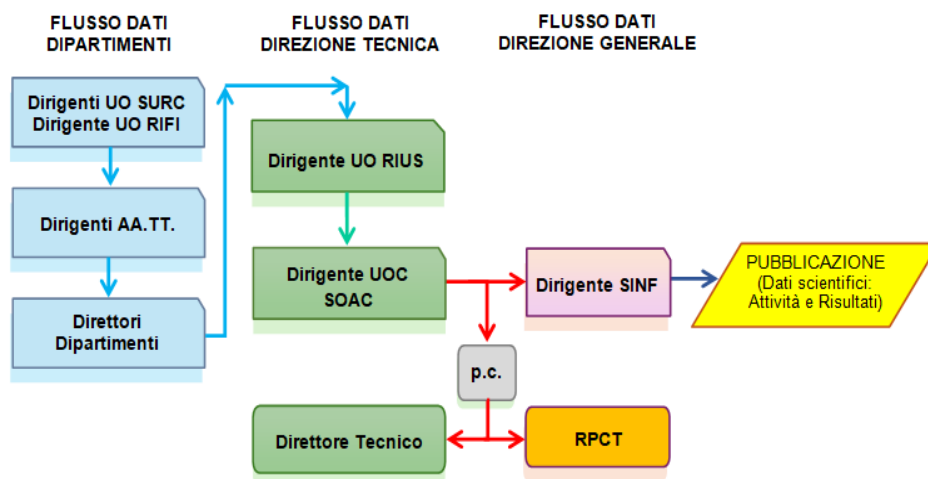 FLUSSO DATI
DIPARTIMENTI
FLUSSO DATI
DIREZIONE TECNICA
FLUSSO DATI
DIREZIONE GENERALE
Dirigenti UO SURC
Dirigente UO RIFI
Dirigente UO RIUS
Dirigenti AA.TT.
Direttori
Dipartimenti
Dirigente UOC
SOAC
Dirigente SINF
PUBBLICAZIONE
(Dati scientifici:
Attività e Risultati)
p.c.
Direttore Tecnico
RPCT